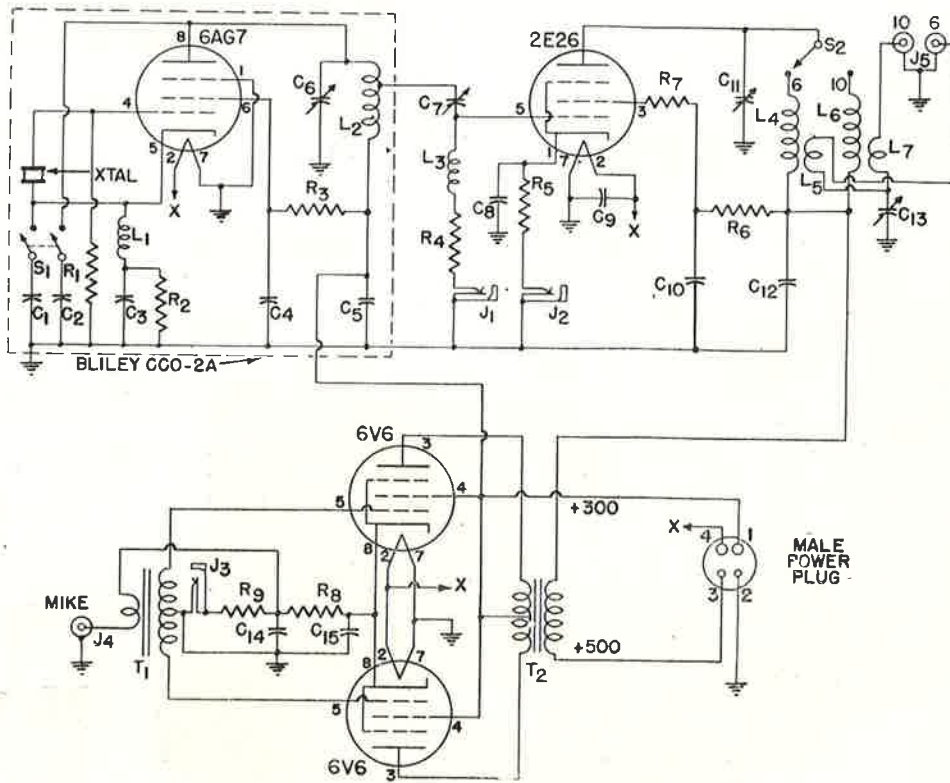 6AG7
8
1
6
4
5
2
7
XTAL
X
C6
L2
R3
L1
S1
R1
R2
C1
C2
C3
C4
C5
BLILEY CCO-2A
2E26
5
3
1
7
2
C7
L3
R4
C8
R5
C9
X
J1
J2
R7
C11
S2
6
10
L4
L6
L5
L7
10
6
J5
C13
R6
C10
C12
6V6
3
5
4
8
2
7
X
+300
X
4
1
3
2
MALE
POWER
PLUG
+500
MIKE
J4
T1
J3
R9
R8
C14
C15
T2
2
7
8
5
4
3
6V6